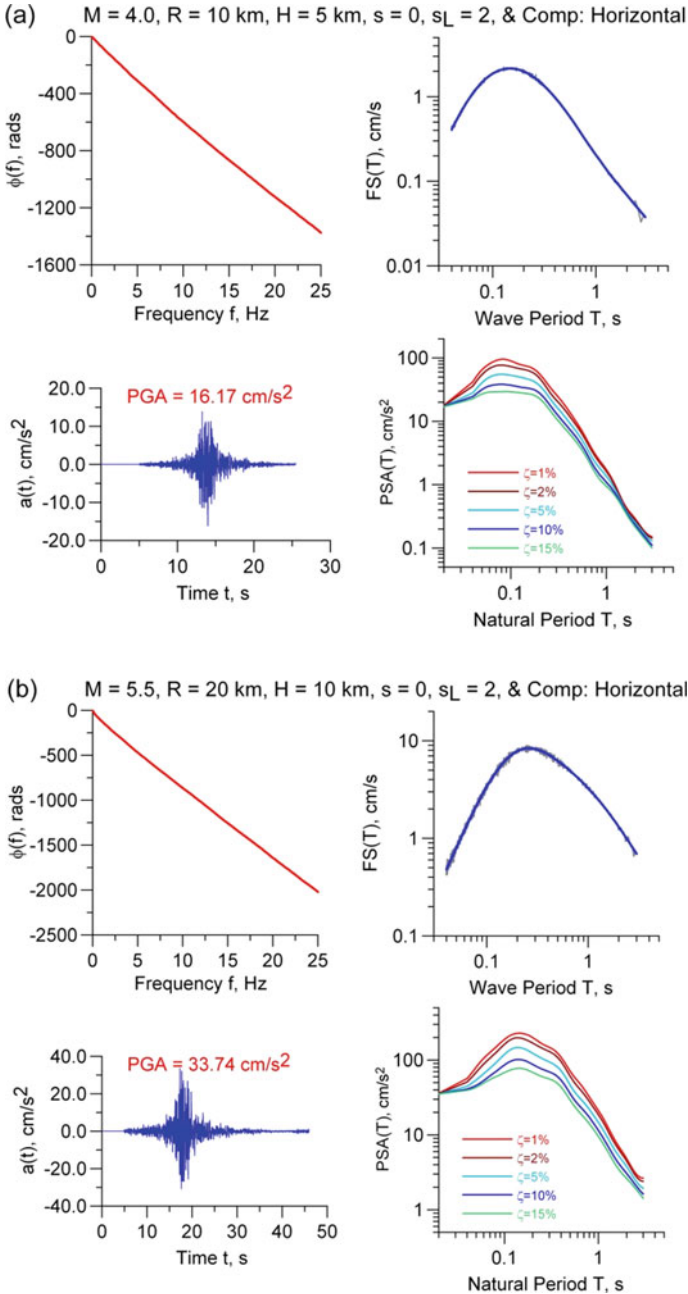 (a) M = 4.0, R = 10 km, H = 5 km, s = 0, sL = 2, & Comp: Horizontal
0
-400
-800
-1200
-1600
ϕ(f), rads
0 5 10 15 20 25
Frequency f, Hz
1
0.1
0.01
FS(T), cm/s
0.1 1
Wave Period T, s
20.0
10.0
0.0
-10.0
-20.0
a(t), cm/s²
PGA = 16.17 cm/s²
0 10 20 30
Time t, s
100
10
1
0.1
PSA(T), cm/s²
ζ=1%
ζ=2%
ζ=5%
ζ=10%
ζ=15%
0.1 1
Natural Period T, s
(b) M = 5.5, R = 20 km, H = 10 km, s = 0, sL = 2, & Comp: Horizontal
0
-500
-1000
-1500
-2000
-2500
ϕ(f), rads
0 5 10 15 20 25
Frequency f, Hz
10
1
0.1
FS(T), cm/s
0.1 1
Wave Period T, s
40.0
20.0
0.0
-20.0
-40.0
a(t), cm/s²
PGA = 33.74 cm/s²
0 10 20 30 40 50
Time t, s
100
10
1
PSA(T), cm/s²
ζ=1%
ζ=2%
ζ=5%
ζ=10%
ζ=15%
0.1 1
Natural Period T, s